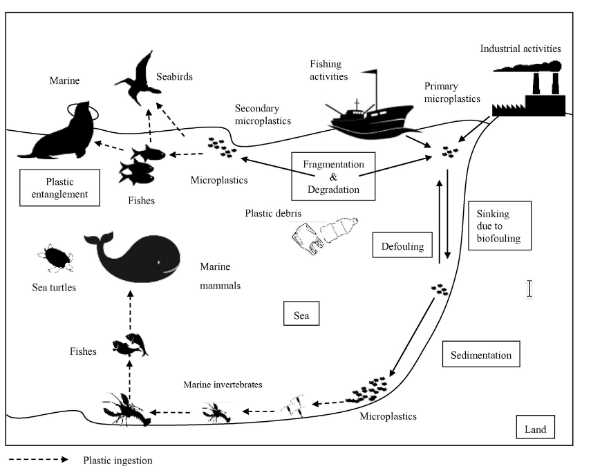 Industrial activities
Fishing
activities
Seabirds
Marine
Primary
microplastics
Secondary
microplastics
Fragmentation
&
Degradation
Microplastics
Plastic
entanglement
Fishes
Plastic debris
Sinking
due to
biofouling
Defouling
Marine
mammals
Sea turtles
Sea
Fishes
Sedimentation
Marine invertebrates
Microplastics
Land
Plastic ingestion